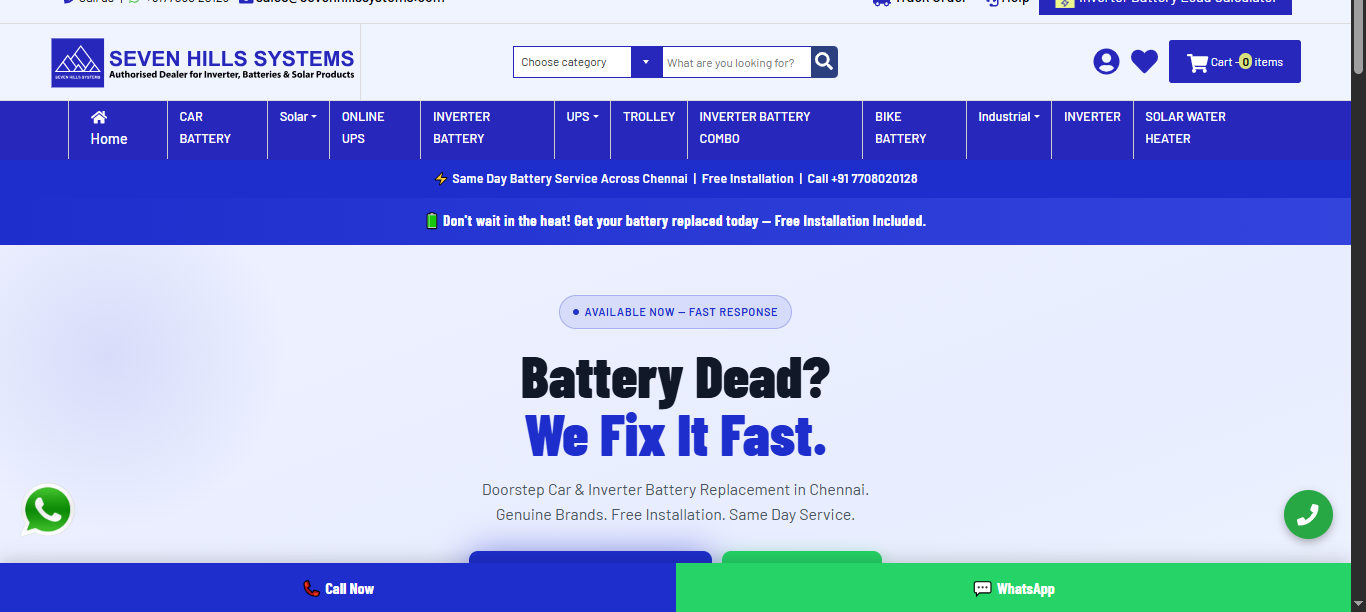 SEVEN HILLS SYSTEMS
Authorised Dealer for Inverter, Batteries & Solar Products
SEVEN HILLS SYSTEMS
Choose category
What are you looking for?
Cart - 0 items
Home
CAR BATTERY
Solar
ONLINE UPS
INVERTER BATTERY
UPS
TROLLEY
INVERTER BATTERY COMBO
BIKE BATTERY
Industrial
INVERTER
SOLAR WATER HEATER
⚡ Same Day Battery Service Across Chennai | Free Installation | Call +91 7708020128
🔋 Don't wait in the heat! Get your battery replaced today — Free Installation Included.
AVAILABLE NOW — FAST RESPONSE
Battery Dead?
We Fix It Fast.
Doorstep Car & Inverter Battery Replacement in Chennai.
Genuine Brands. Free Installation. Same Day Service.
📞 Call Now
💬 WhatsApp